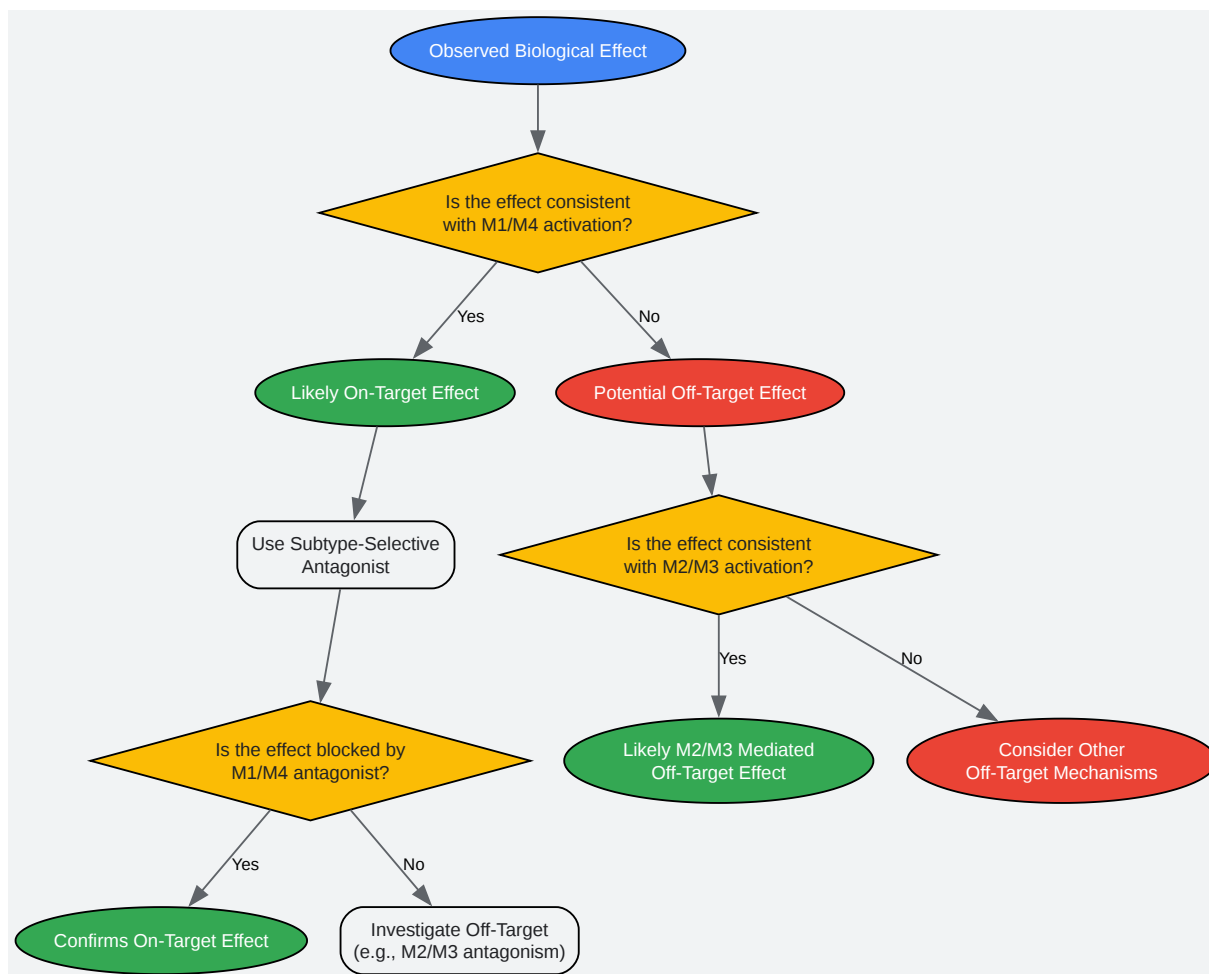 Observed Biological Effect
Is the effect consistent
with M1/M4 activation?
Yes
No
Likely On-Target Effect
Potential Off-Target Effect
Use Subtype-Selective
Antagonist
Is the effect consistent
with M2/M3 activation?
Yes
No
Is the effect blocked by
M1/M4 antagonist?
Likely M2/M3 Mediated
Off-Target Effect
Consider Other
Off-Target Mechanisms
Yes
No
Confirms On-Target Effect
Investigate Off-Target
(e.g., M2/M3 antagonism)